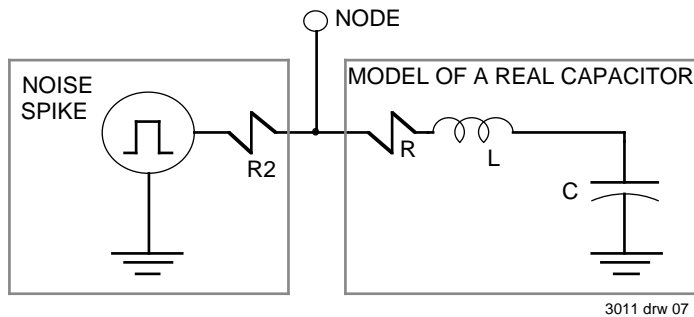 NODE
NOISE
SPIKE
MODEL OF A REAL CAPACITOR
R2
R
L
C
3011 drw 07